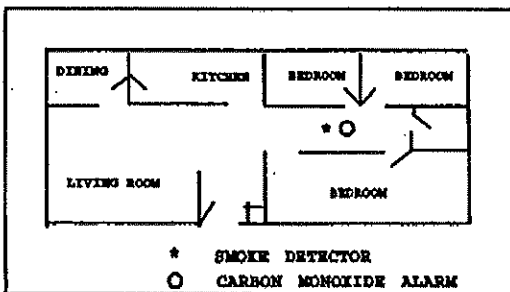 DINING
KITCHEN
BEDROOM
BEDROOM
LIVING ROOM
BEDROOM
* SMOKE DETECTOR
O CARBON MONOXIDE ALARM